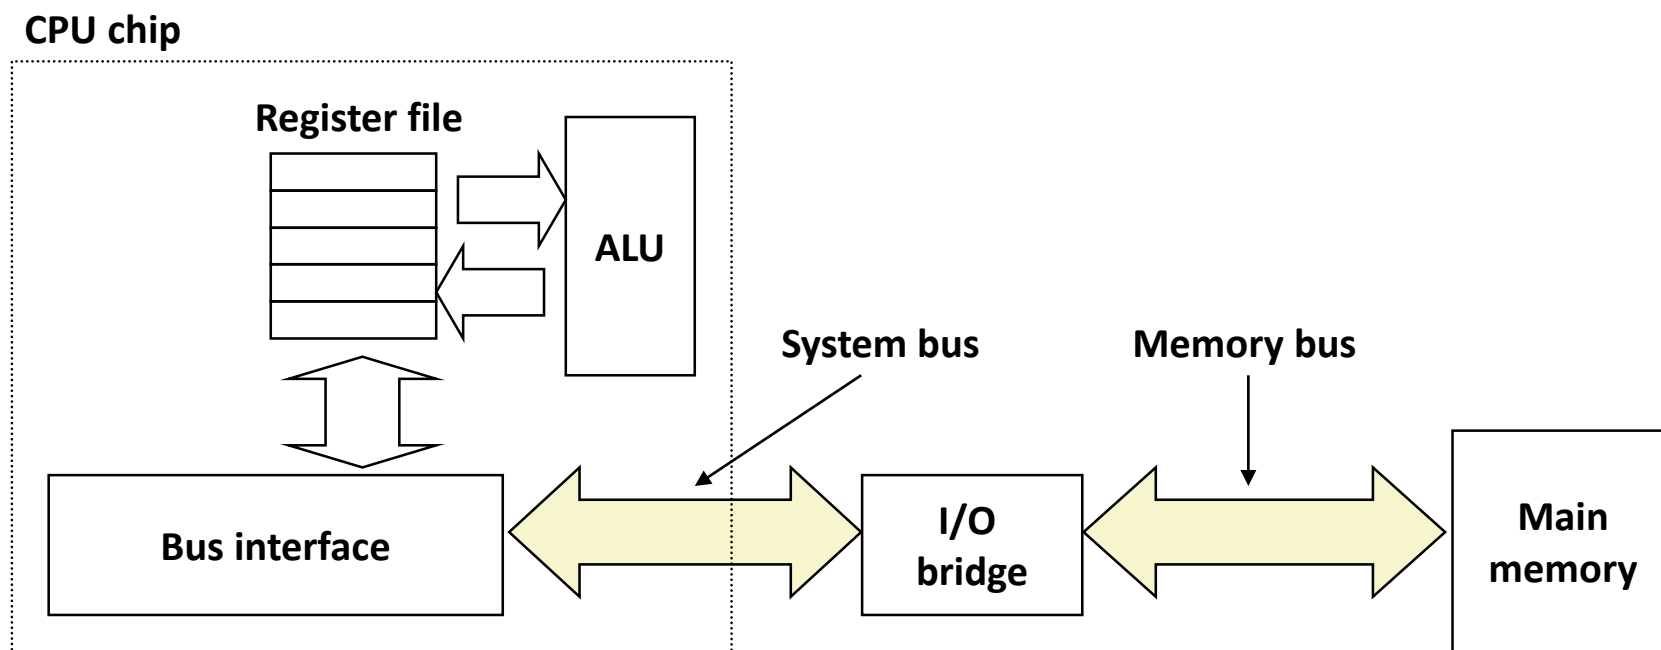 CPU chip
Register file
ALU
System bus
Memory bus
Bus interface
I/O
bridge
Main
memory